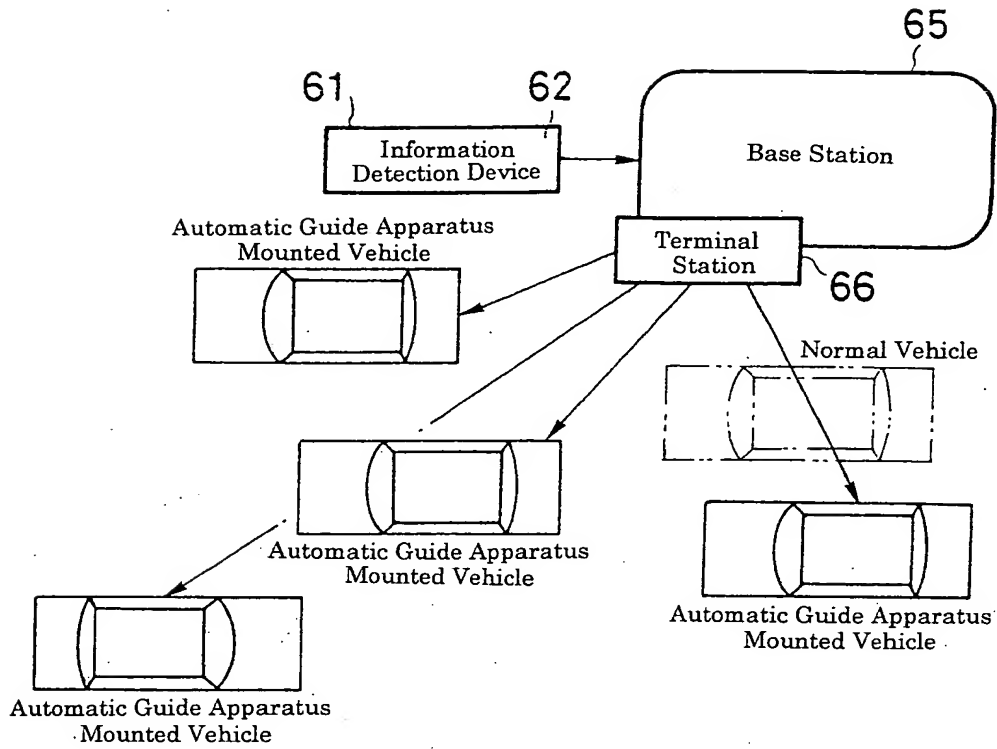 65
61
62
Information
Detection Device
Base Station
Automatic Guide Apparatus
Mounted Vehicle
Terminal
Station
66
Normal Vehicle
Automatic Guide Apparatus
Mounted Vehicle
Automatic Guide Apparatus
Mounted Vehicle
Automatic Guide Apparatus
Mounted Vehicle